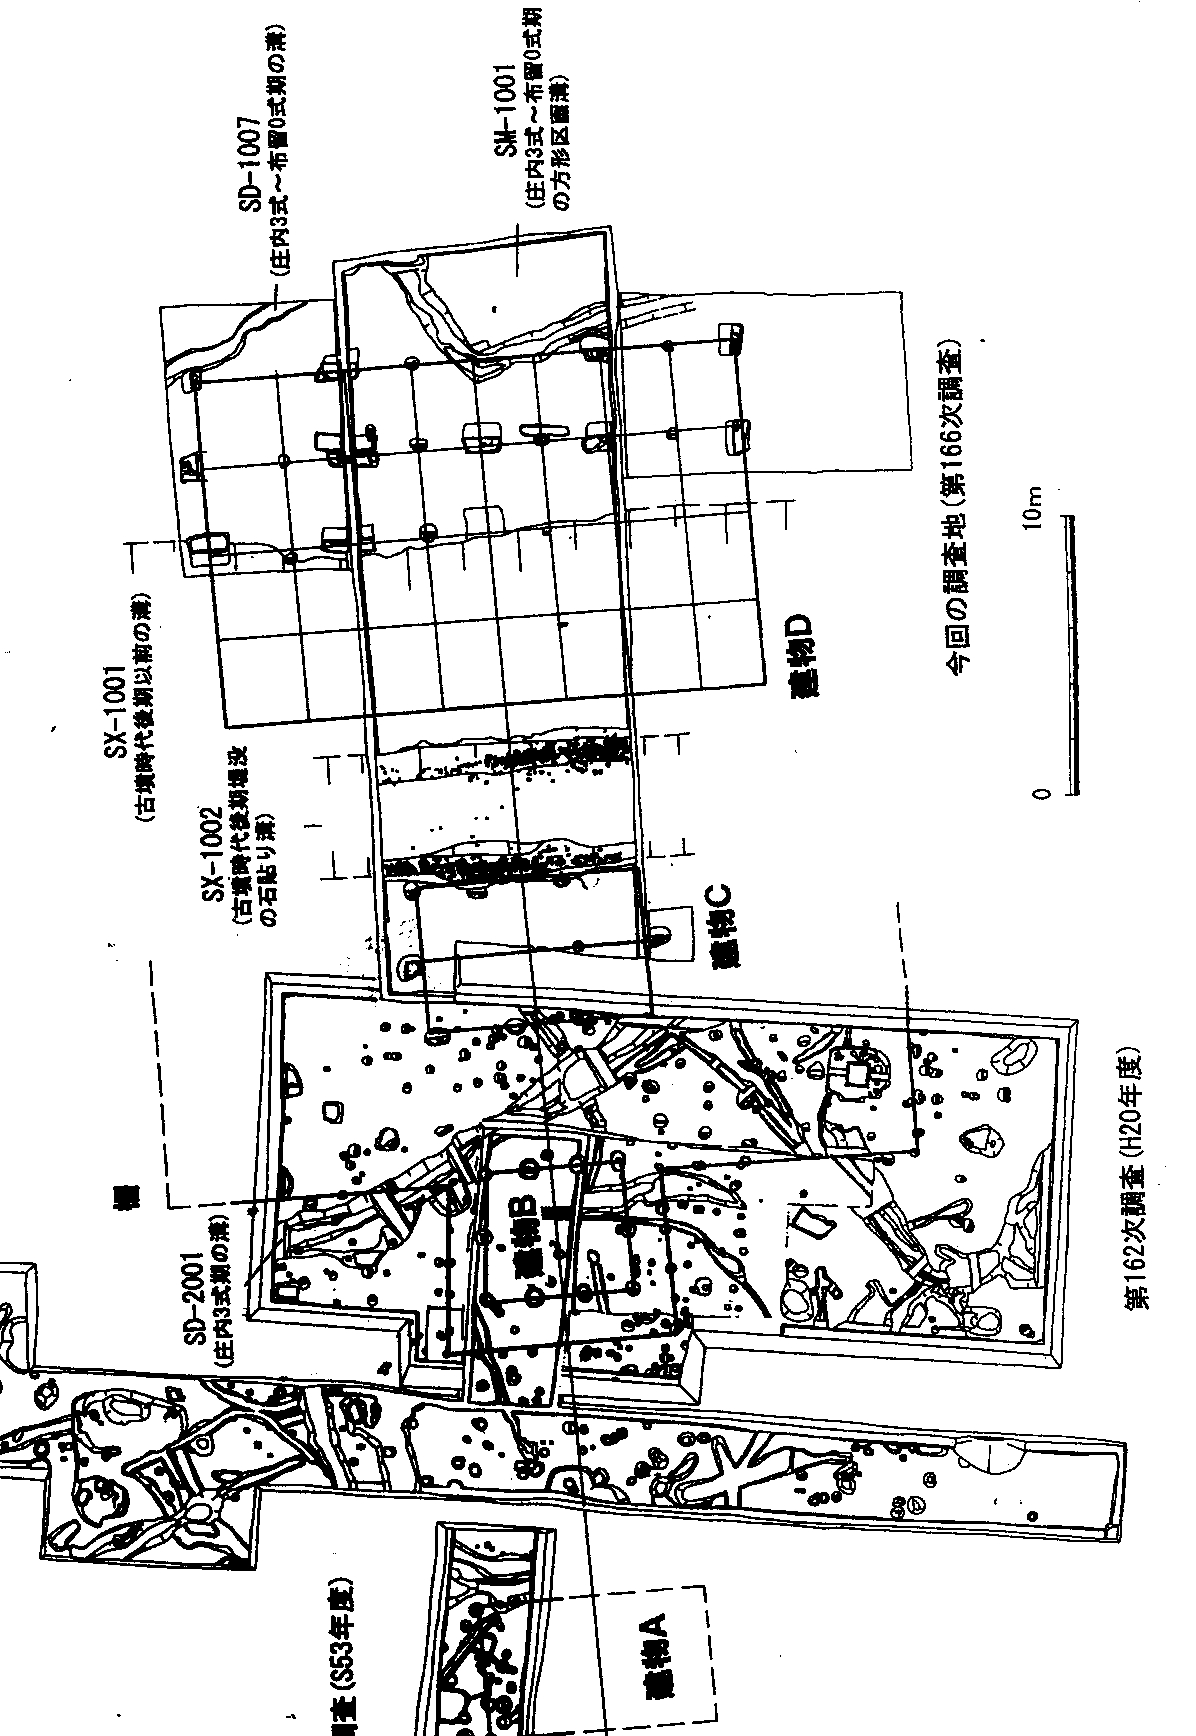 SD-1007
(庄内3式~布留0式期の溝)
SM-1001
(庄内3式~布留0式期
の方形区画溝)
SX-1001
(古墳時代後期以前の溝)
SX-1002
(古墳時代後期埋没
の石貼り溝)
建物D
今回の調査地(第166次調査)
0
10m
建物C
柵
SD-2001
(庄内3式期の溝)
建物B
第162次調査(H20年度)
調査(S53年度)
建物A